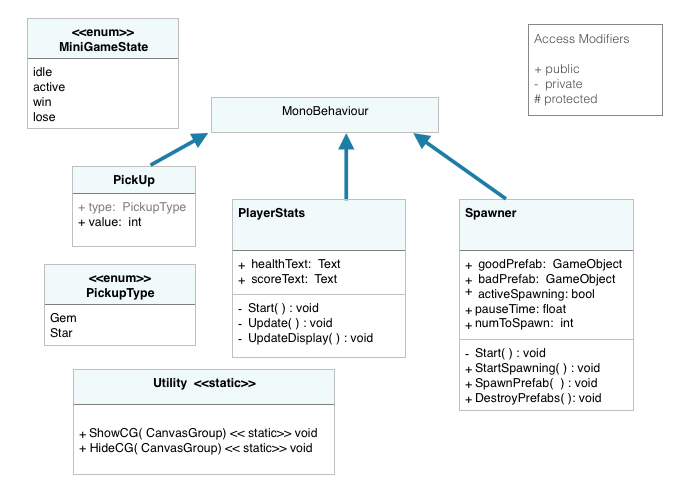 <<enum>>
MiniGameState
idle
active
win
lose
Access Modifiers
+ public
- private
# protected
MonoBehaviour
PickUp
+ type: PickupType
+ value: int
<<enum>>
PickupType
Gem
Star
PlayerStats
+ healthText: Text
+ scoreText: Text
- Start( ) : void
- Update( ) : void
- UpdateDisplay( ) : void
Spawner
+ goodPrefab: GameObject
+ badPrefab: GameObject
+ activeSpawning: bool
+ pauseTime: float
+ numToSpawn: int
- Start( ) : void
+ StartSpawning( ) : void
+ SpawnPrefab( ) : void
+ DestroyPrefabs( ): void
Utility <<static>>
+ ShowCG( CanvasGroup) << static>> void
+ HideCG( CanvasGroup) << static>> void